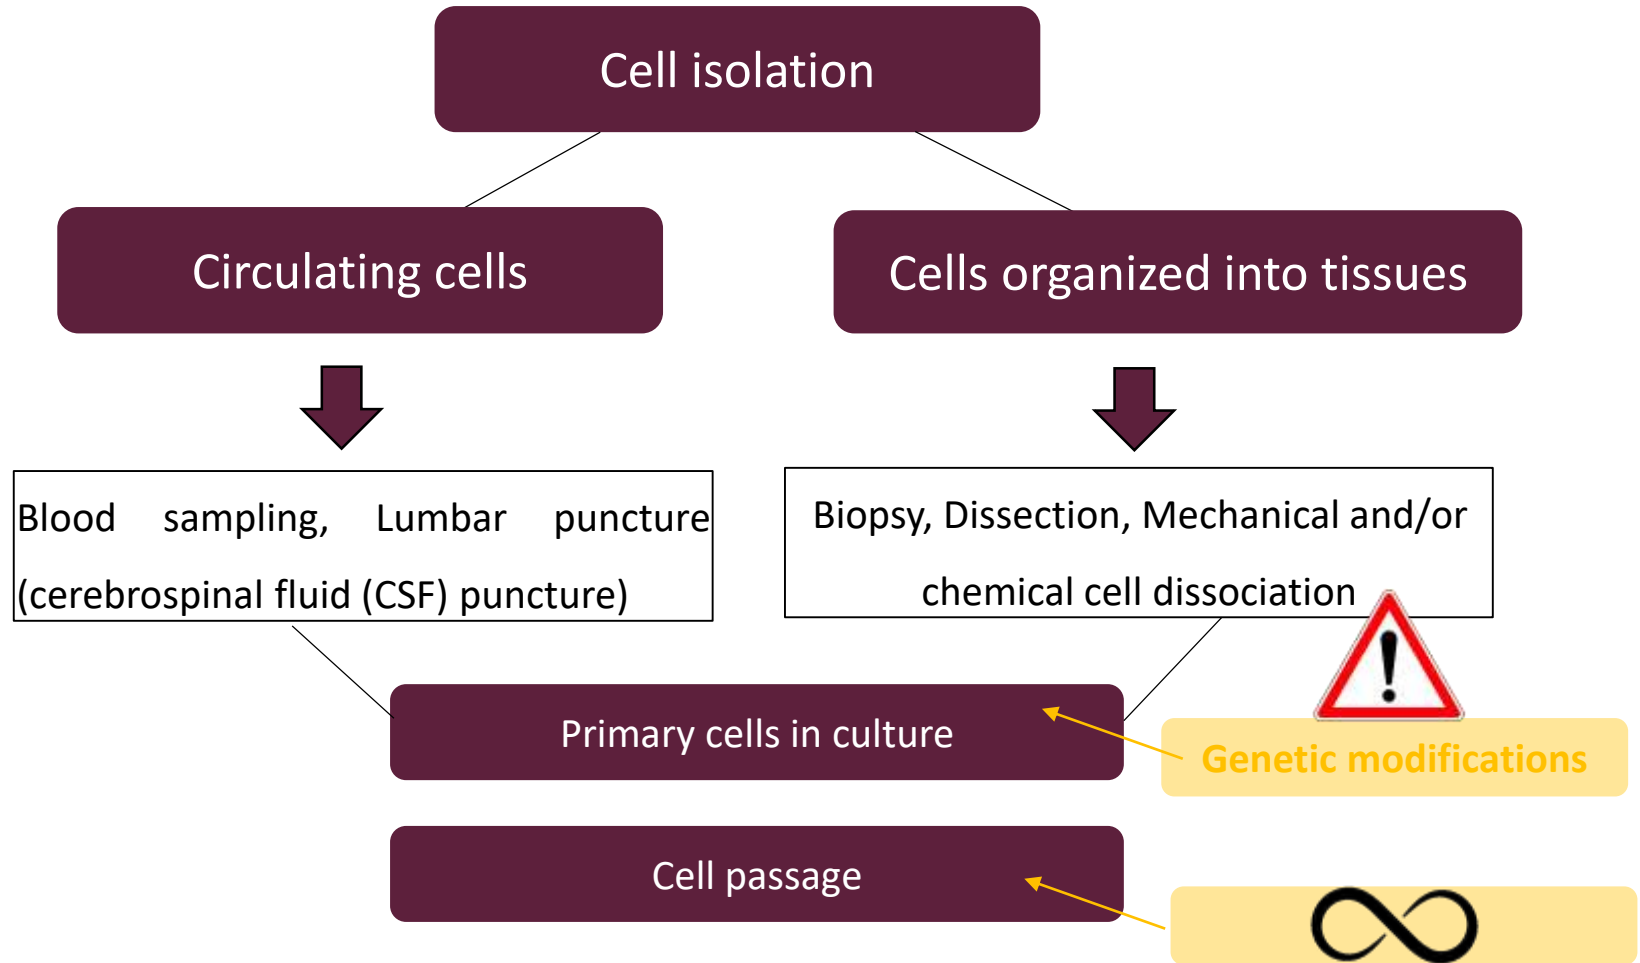 Cell isolation
Circulating cells
Cells organized into tissues
Blood sampling, Lumbar puncture
(cerebrospinal fluid (CSF) puncture)
Biopsy, Dissection, Mechanical and/or
chemical cell dissociation
Primary cells in culture
Genetic modifications
Cell passage